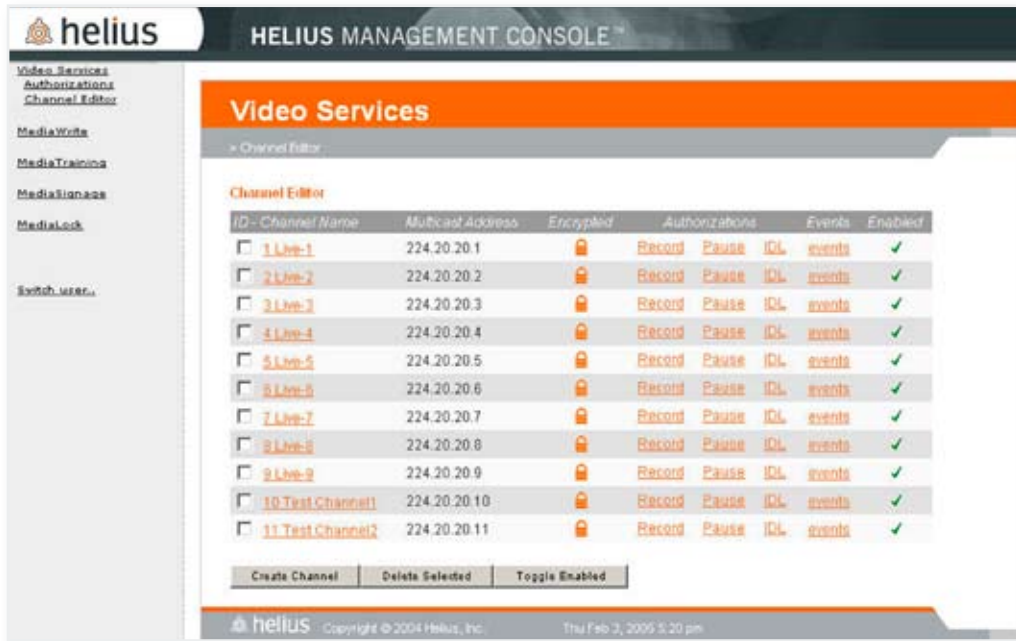 helius
HELIUS MANAGEMENT CONSOLE™
Video Services
Authorizations
Channel Editor
MediaWrite
MediaTraining
MediaSignage
MediaLock
Switch user..
Video Services
> Channel Editor
Channel Editor
ID - Channel Name Multicast Address Encrypted Authorizations Events Enabled
1 Live-1 224.20.20.1 Record Pause IDL events
2 Live-2 224.20.20.2 Record Pause IDL events
3 Live-3 224.20.20.3 Record Pause IDL events
4 Live-4 224.20.20.4 Record Pause IDL events
5 Live-5 224.20.20.5 Record Pause IDL events
6 Live-6 224.20.20.6 Record Pause IDL events
7 Live-7 224.20.20.7 Record Pause IDL events
8 Live-8 224.20.20.8 Record Pause IDL events
9 Live-9 224.20.20.9 Record Pause IDL events
10 Test Channel1 224.20.20.10 Record Pause IDL events
11 Test Channel2 224.20.20.11 Record Pause IDL events
Create Channel Delete Selected Toggle Enabled
helius Copyright © 2004 Helius, Inc. Thu Feb 3, 2005 5:20 pm